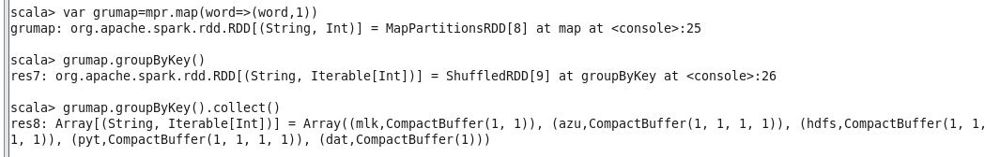 scala> var grumap=mpr.map(word=>(word,1))
grumap: org.apache.spark.rdd.RDD[(String, Int)] = MapPartitionsRDD[8] at map at <console>:25
scala> grumap.groupByKey()
res7: org.apache.spark.rdd.RDD[(String, Iterable[Int])] = ShuffledRDD[9] at groupByKey at <console>:26
scala> grumap.groupByKey().collect()
res8: Array[(String, Iterable[Int])] = Array((mlk,CompactBuffer(1, 1)), (azu,CompactBuffer(1, 1, 1, 1)), (hdfs,CompactBuffer(1, 1,
1, 1)), (pyt,CompactBuffer(1, 1, 1, 1)), (dat,CompactBuffer(1)))